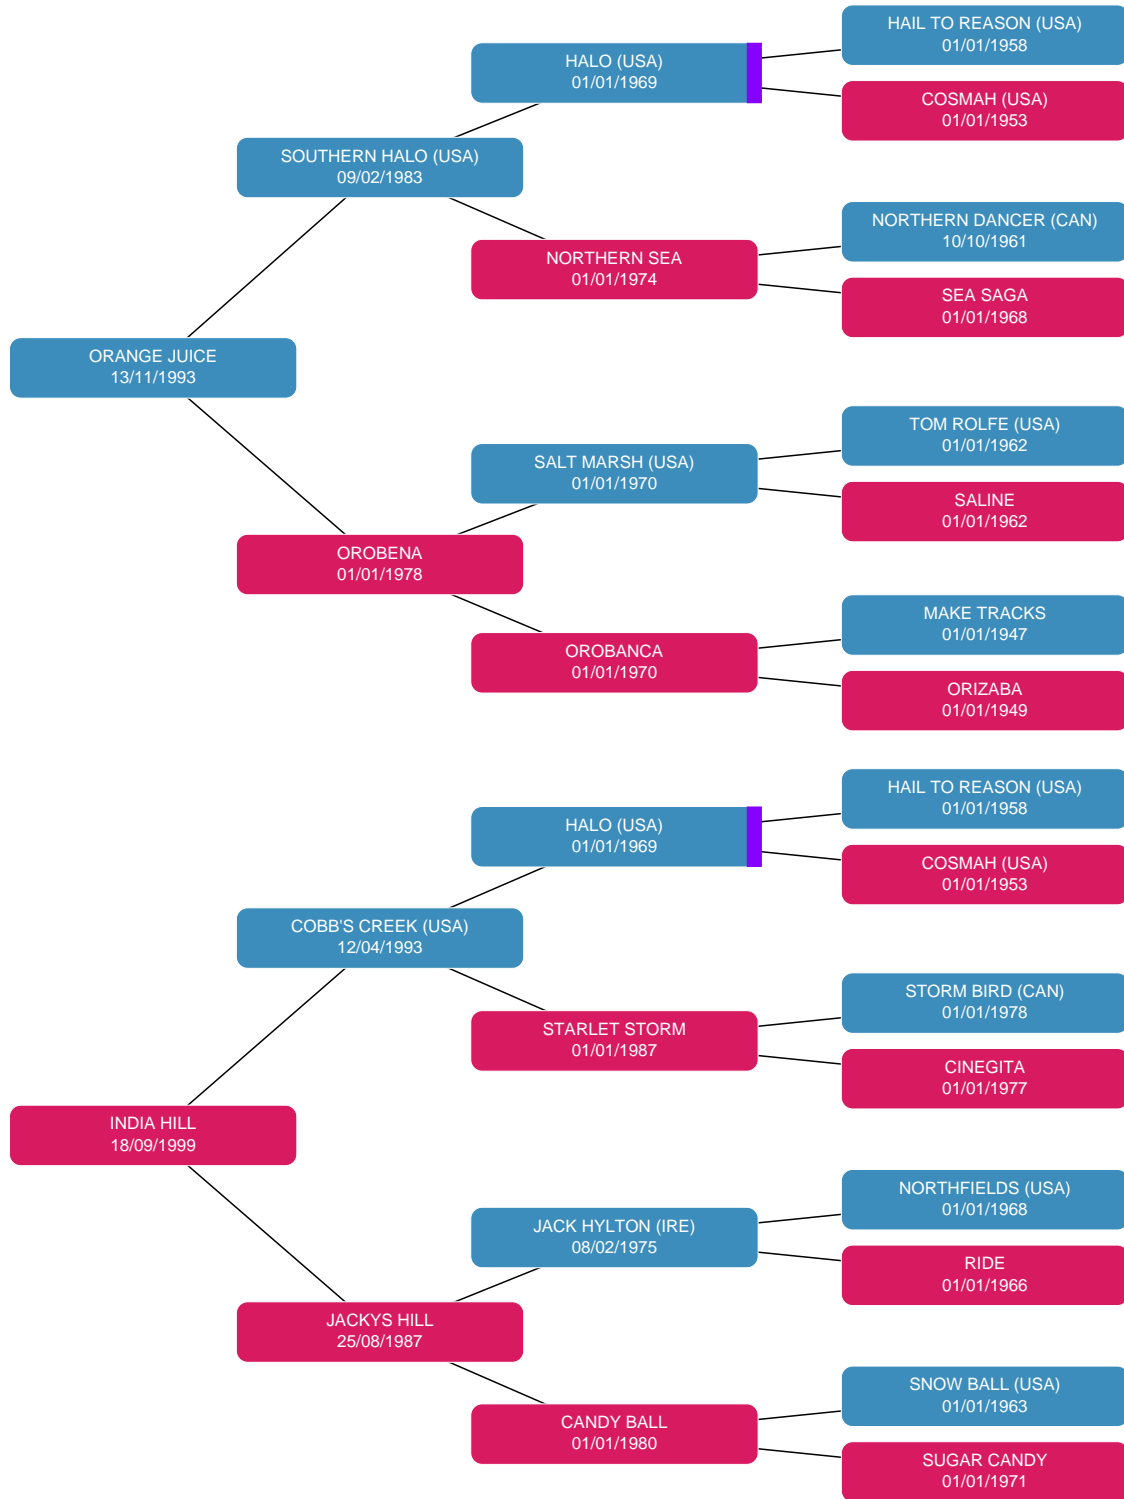 HAIL TO REASON (USA)
01/01/1958
HALO (USA)
01/01/1969
COSMAH (USA)
01/01/1953
SOUTHERN HALO (USA)
09/02/1983
NORTHERN DANCER (CAN)
10/10/1961
NORTHERN SEA
01/01/1974
SEA SAGA
01/01/1968
ORANGE JUICE
13/11/1993
TOM ROLFE (USA)
01/01/1962
SALT MARSH (USA)
01/01/1970
SALINE
01/01/1962
OROBENA
01/01/1978
MAKE TRACKS
01/01/1947
OROBANCA
01/01/1970
ORIZABA
01/01/1949
HAIL TO REASON (USA)
01/01/1958
HALO (USA)
01/01/1969
COSMAH (USA)
01/01/1953
COBB'S CREEK (USA)
12/04/1993
STORM BIRD (CAN)
01/01/1978
STARLET STORM
01/01/1987
CINEGITA
01/01/1977
INDIA HILL
18/09/1999
NORTHFIELDS (USA)
01/01/1968
JACK HYLTON (IRE)
08/02/1975
RIDE
01/01/1966
JACKYS HILL
25/08/1987
SNOW BALL (USA)
01/01/1963
CANDY BALL
01/01/1980
SUGAR CANDY
01/01/1971